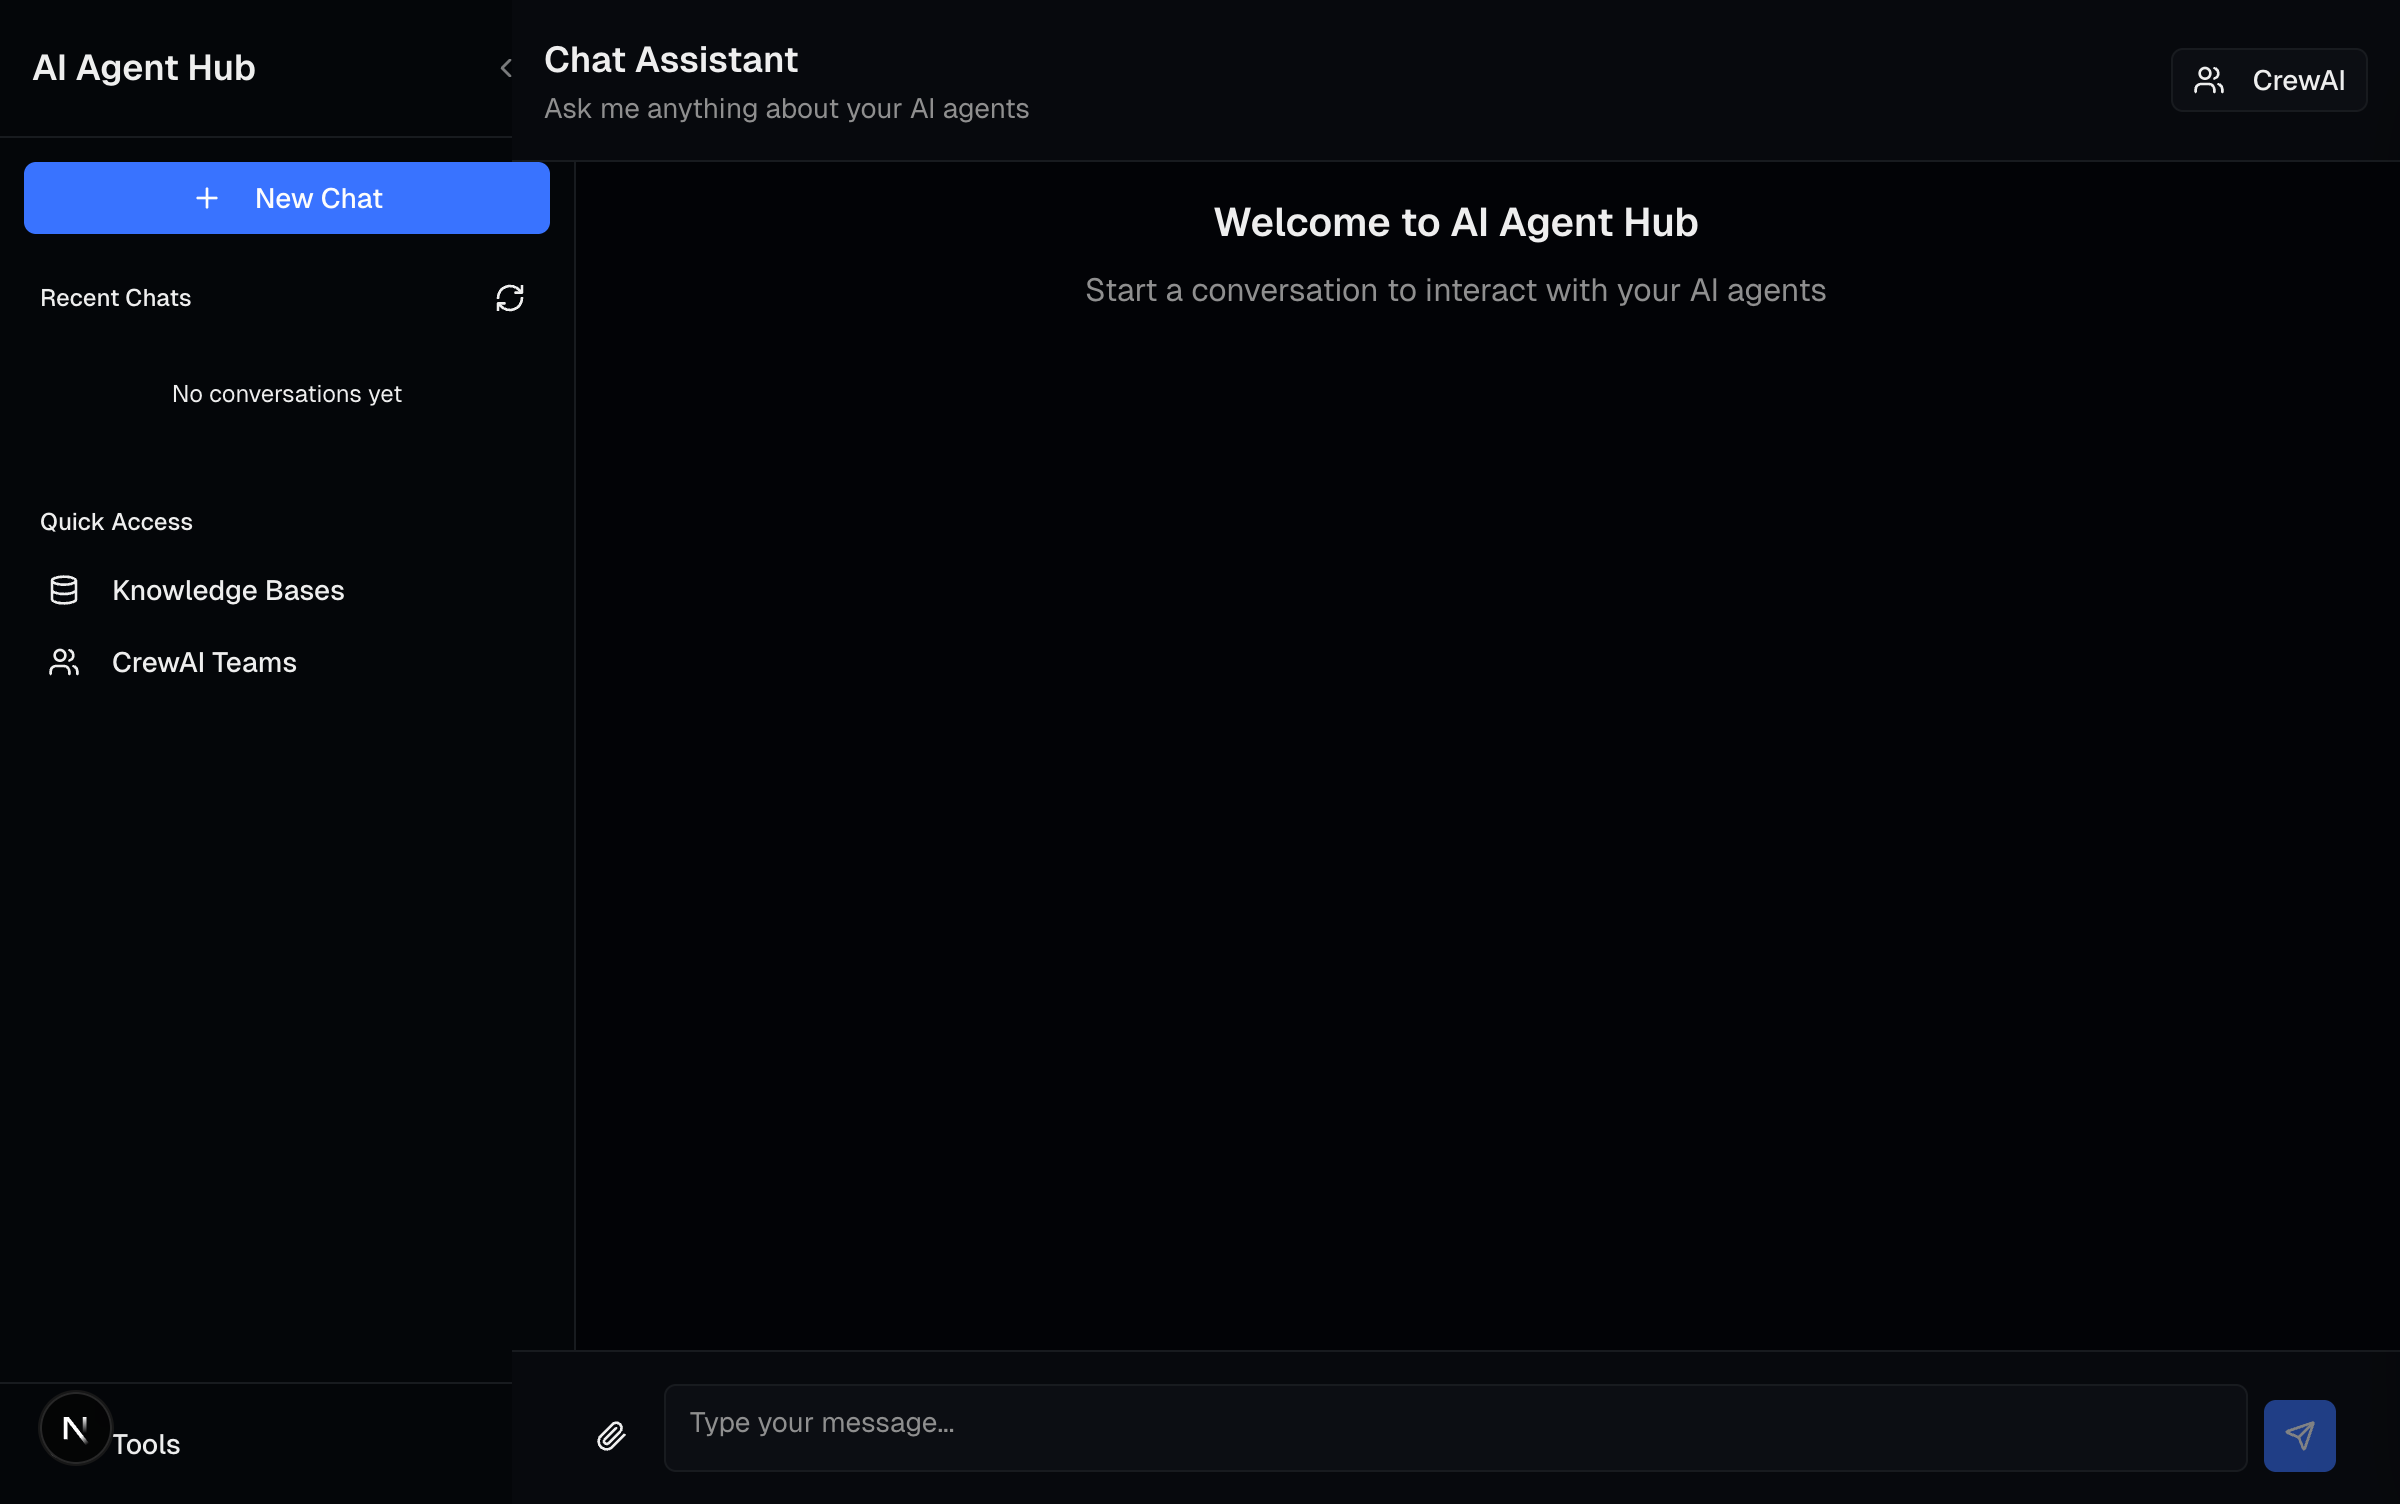 AI Agent Hub
Chat Assistant
Ask me anything about your AI agents
CrewAI
New Chat
Recent Chats
No conversations yet
Quick Access
Knowledge Bases
CrewAI Teams
Welcome to AI Agent Hub
Start a conversation to interact with your AI agents
N
Tools
Type your message...